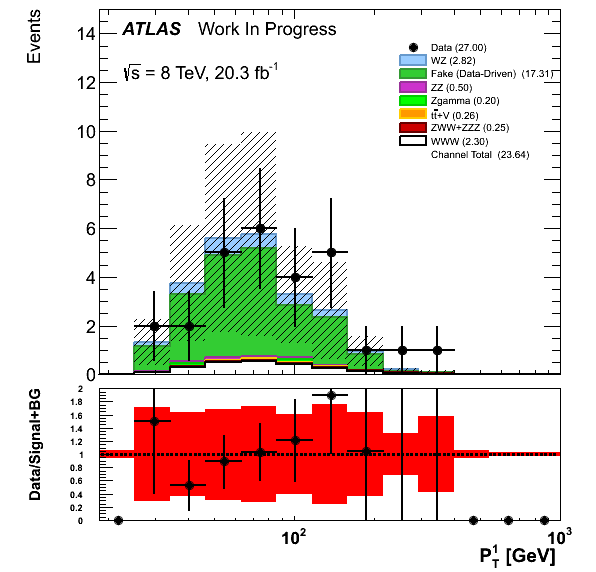 Events
ATLAS Work In Progress
√s = 8 TeV, 20.3 fb⁻¹
Data (27.00)
WZ (2.82)
Fake (Data-Driven) (17.31)
ZZ (0.50)
Zgamma (0.20)
tt̄+V (0.26)
ZWW+ZZZ (0.25)
WWW (2.30)
Channel Total (23.64)
14
12
10
8
6
4
2
0
Data/Signal+BG
2
1.8
1.6
1.4
1.2
1
0.8
0.6
0.4
0.2
0
10²
10³
P_T^1 [GeV]